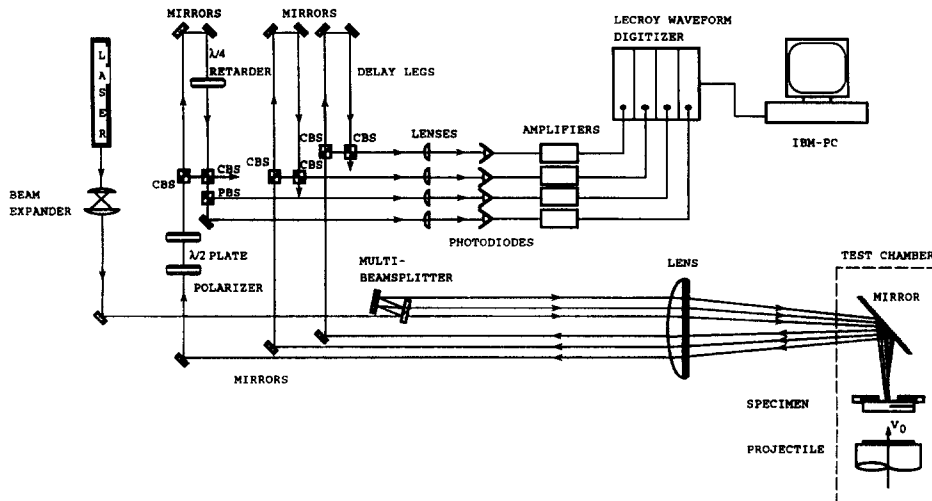 MIRRORS
MIRRORS
LECROY WAVEFORM
DIGITIZER
LASER
λ/4
RETARDER
DELAY LEGS
CBS
CBS
LENSES
AMPLIFIERS
IBM-PC
CBS
CBS
CBS
CBS
PBS
BEAM
EXPANDER
PHOTODIODES
λ/2 PLATE
POLARIZER
MULTI-
BEAMSPLITTER
LENS
TEST CHAMBER
MIRROR
MIRRORS
SPECIMEN
V0
PROJECTILE